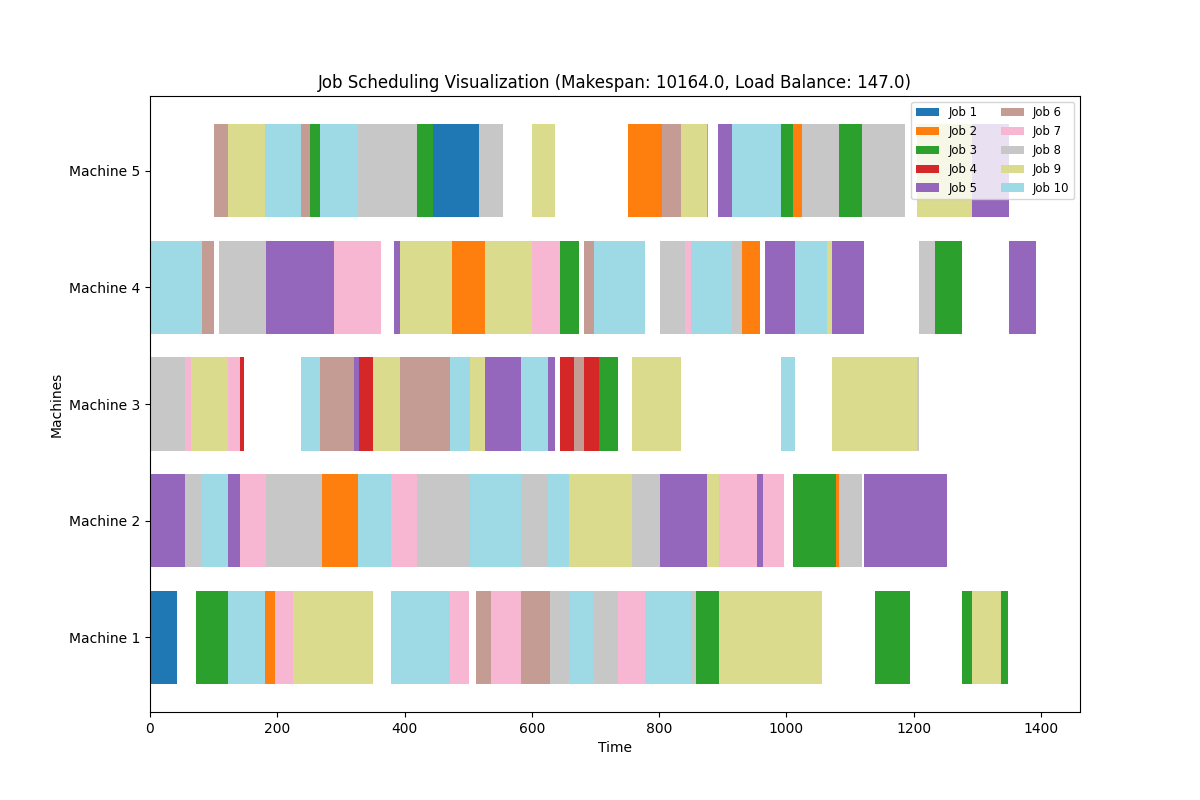 Job Scheduling Visualization (Makespan: 10164.0, Load Balance: 147.0)
Job 1
Job 2
Job 3
Job 4
Job 5
Job 6
Job 7
Job 8
Job 9
Job 10
Machines
Machine 5
Machine 4
Machine 3
Machine 2
Machine 1
0
200
400
600
800
1000
1200
1400
Time